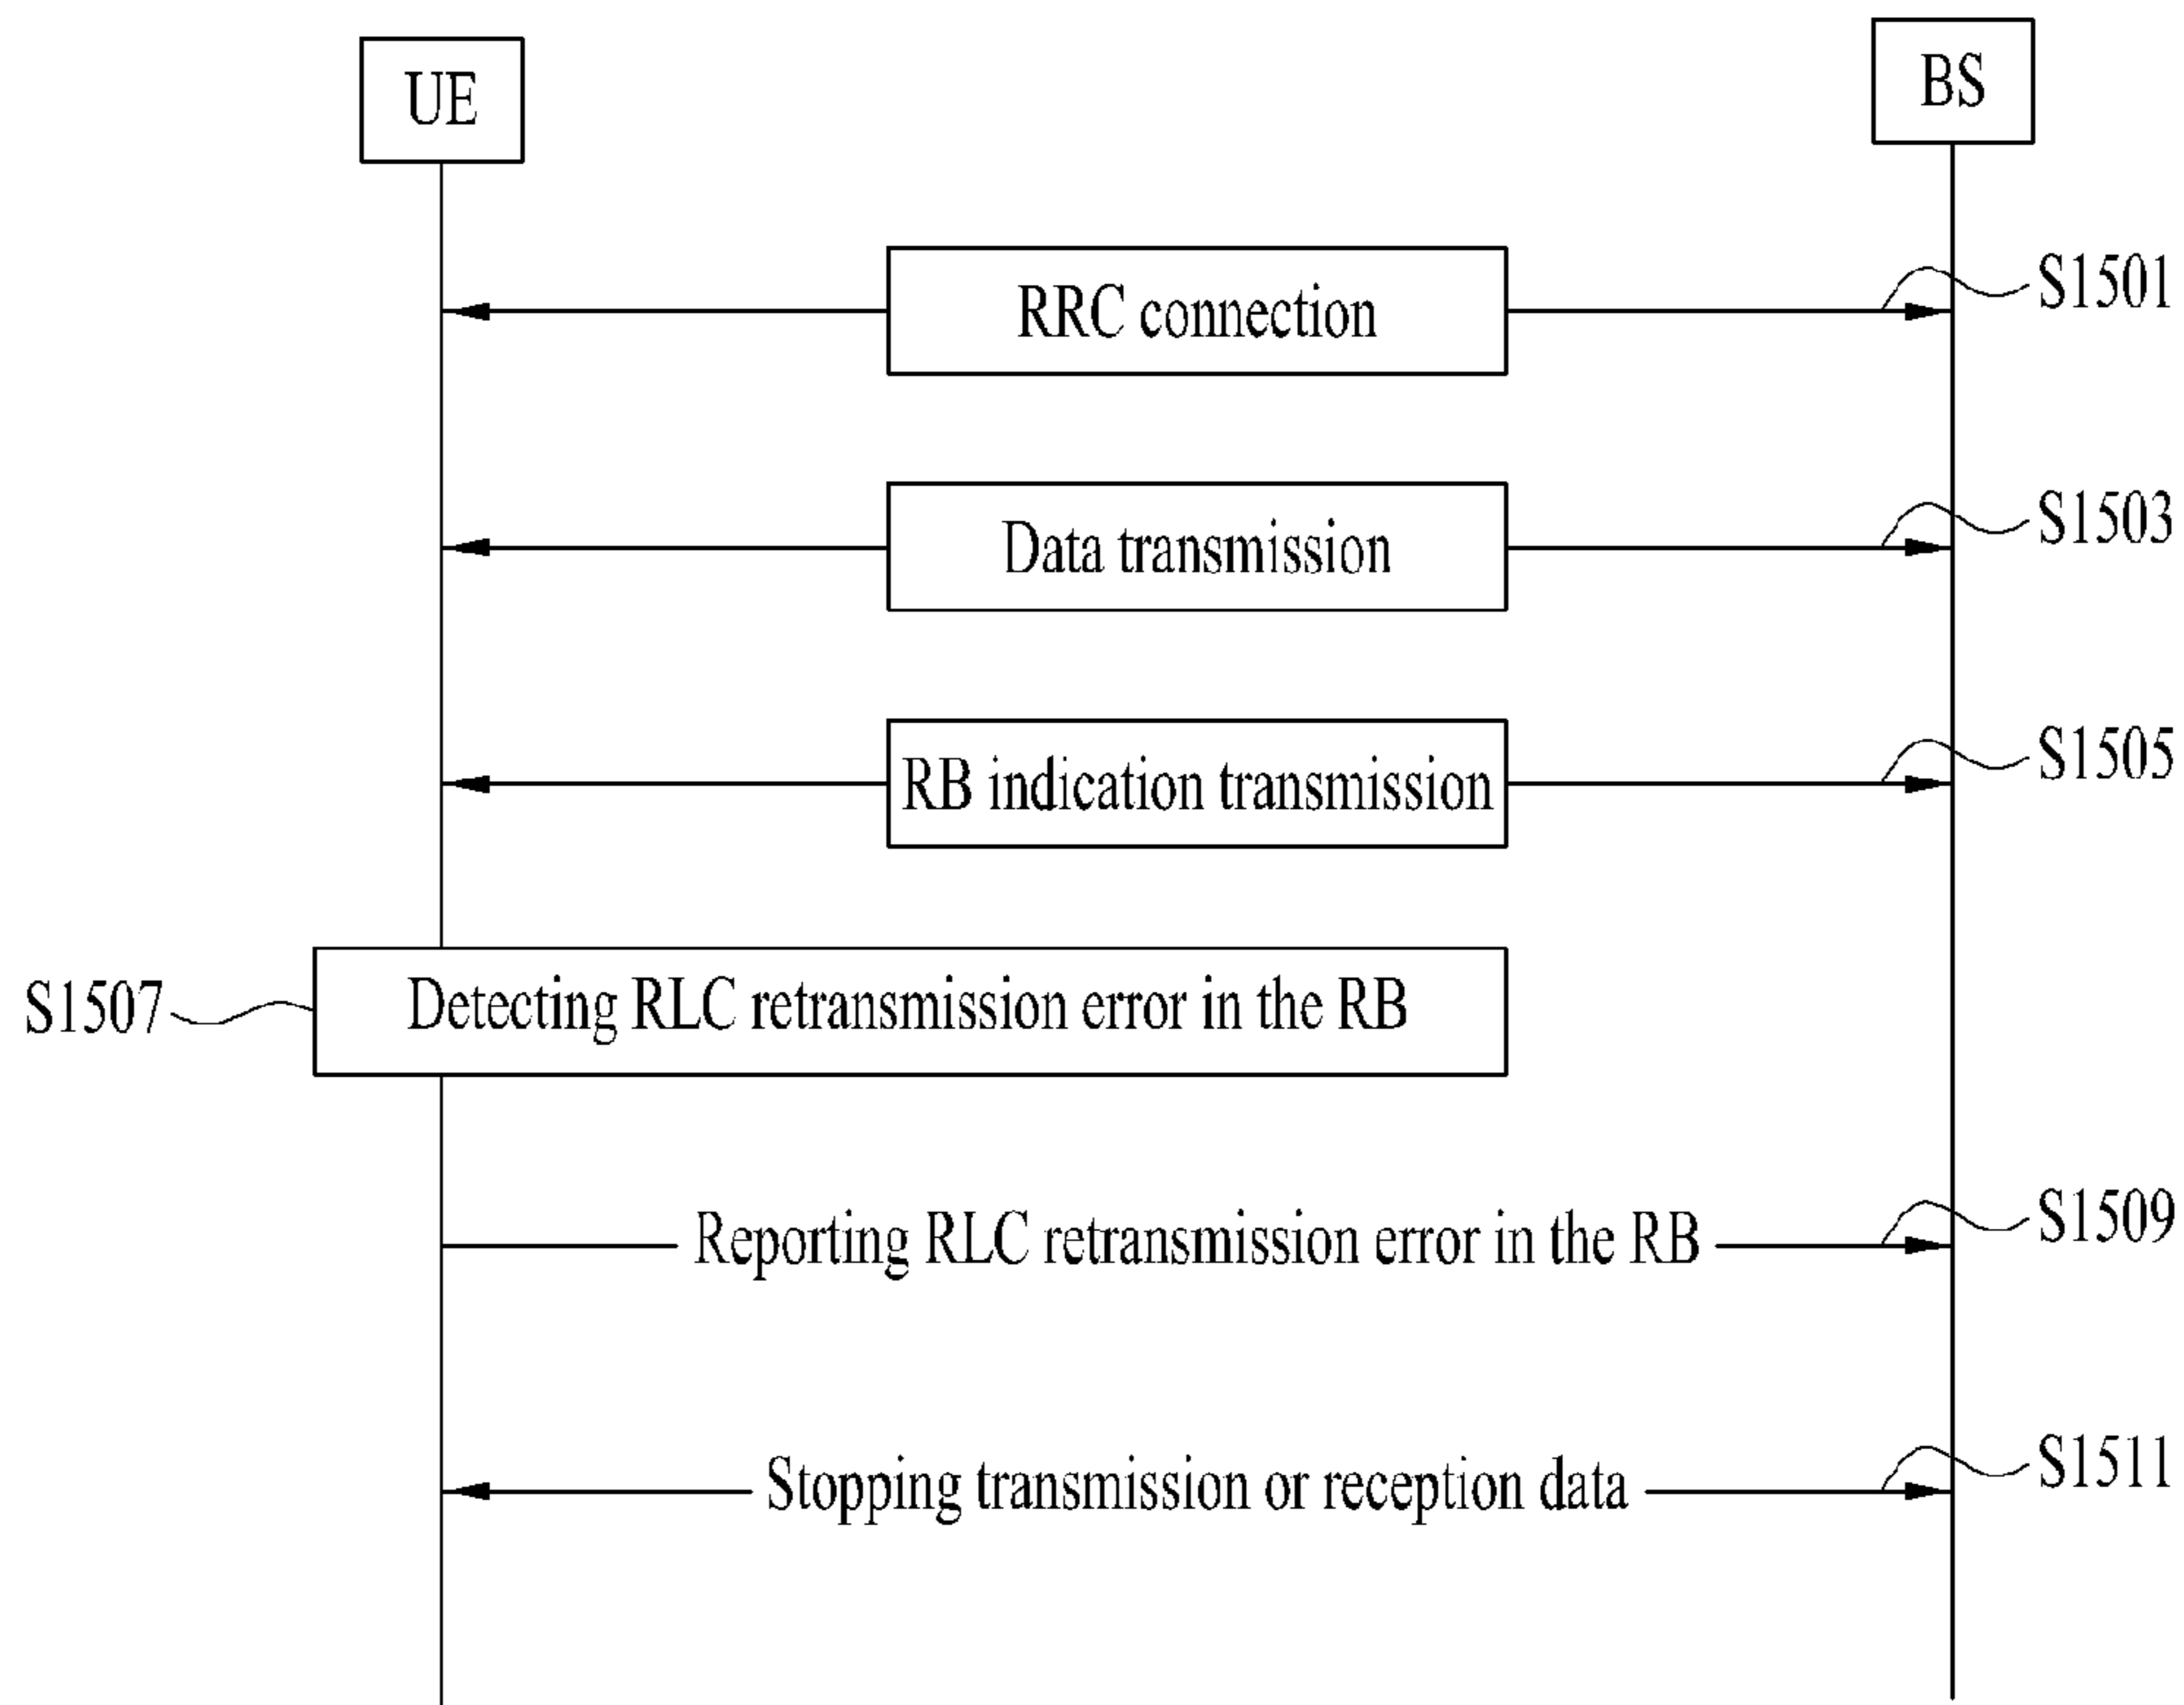 UE
BS
RRC connection
S1501
Data transmission
S1503
RB indication transmission
S1505
S1507
Detecting RLC retransmission error in the RB
Reporting RLC retransmission error in the RB
S1509
Stopping transmission or reception data
S1511